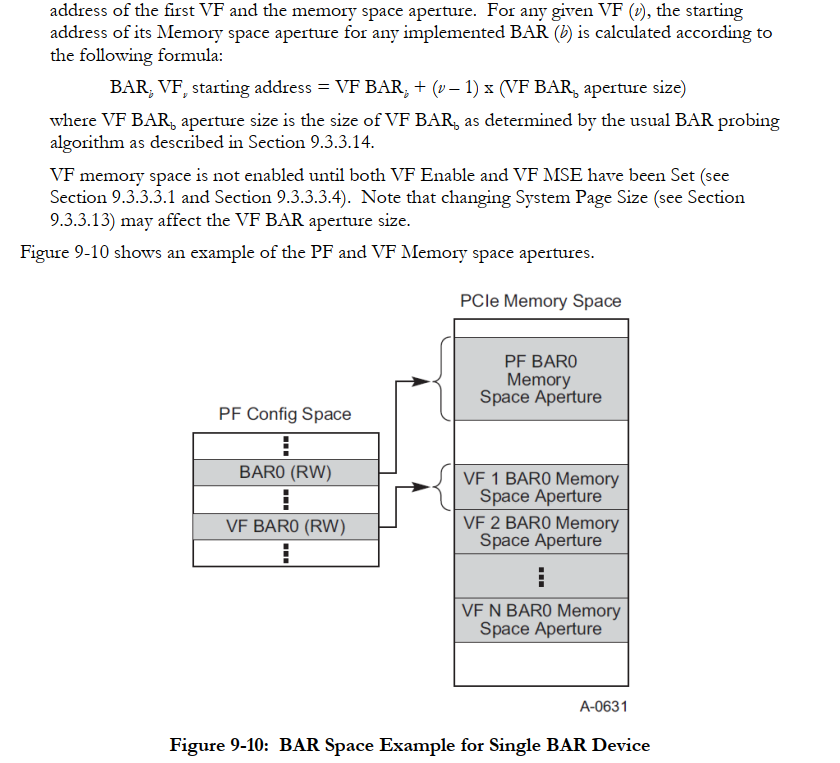 address of the first VF and the memory space aperture. For any given VF (v), the starting
address of its Memory space aperture for any implemented BAR (b) is calculated according to
the following formula:
BAR_b VF_v starting address = VF BAR_b + (v – 1) x (VF BAR_b aperture size)
where VF BAR_b aperture size is the size of VF BAR_b as determined by the usual BAR probing
algorithm as described in Section 9.3.3.14.
VF memory space is not enabled until both VF Enable and VF MSE have been Set (see
Section 9.3.3.3.1 and Section 9.3.3.3.4). Note that changing System Page Size (see Section
9.3.3.13) may affect the VF BAR aperture size.
Figure 9-10 shows an example of the PF and VF Memory space apertures.
PCIe Memory Space
PF BAR0
Memory
Space Aperture
PF Config Space
BAR0 (RW)
VF BAR0 (RW)
VF 1 BAR0 Memory
Space Aperture
VF 2 BAR0 Memory
Space Aperture
VF N BAR0 Memory
Space Aperture
A-0631
Figure 9-10: BAR Space Example for Single BAR Device